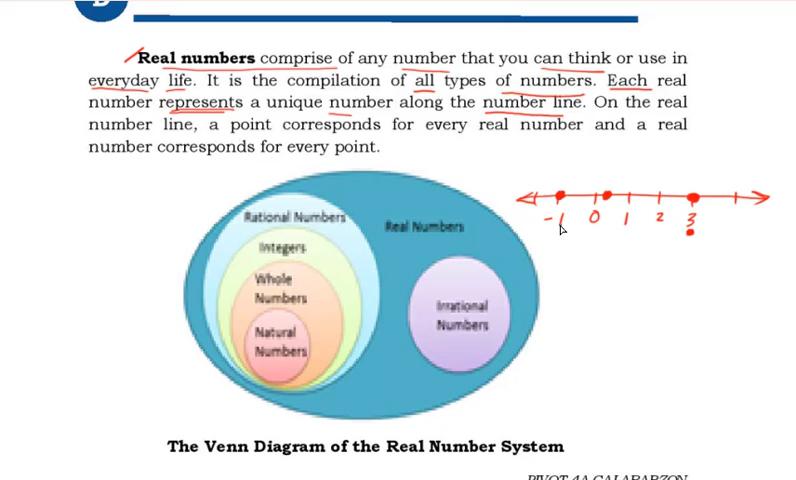 Real numbers comprise of any number that you can think or use in
everyday life. It is the compilation of all types of numbers. Each real
number represents a unique number along the number line. On the real
number line, a point corresponds for every real number and a real
number corresponds for every point.
Rational Numbers
Real Numbers
Integers
Whole
Numbers
Natural
Numbers
Irrational
Numbers
-1 0 1 2 3
The Venn Diagram of the Real Number System
PIVOT 4A CALABARZON